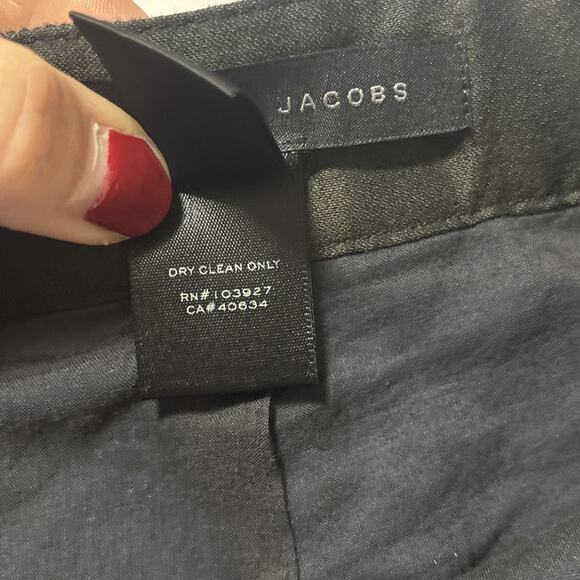 JACOBS
DRY CLEAN ONLY
RN#103927
CA#40634